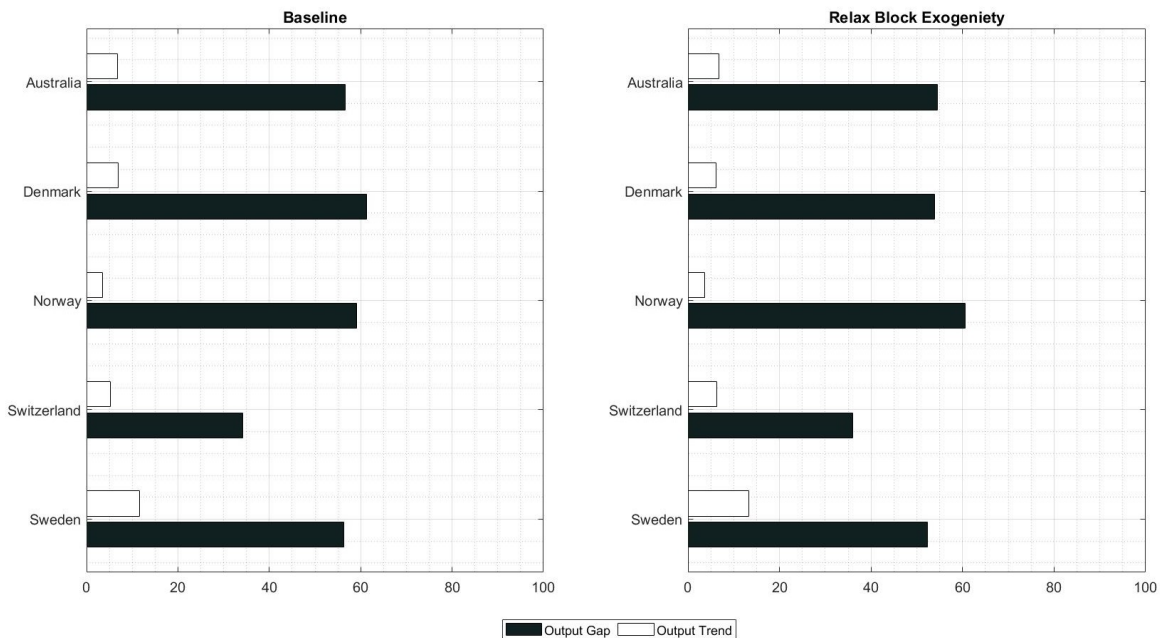 Baseline
Australia
Denmark
Norway
Switzerland
Sweden
0 20 40 60 80 100
Relax Block Exogeniety
Australia
Denmark
Norway
Switzerland
Sweden
0 20 40 60 80 100
Output Gap Output Trend